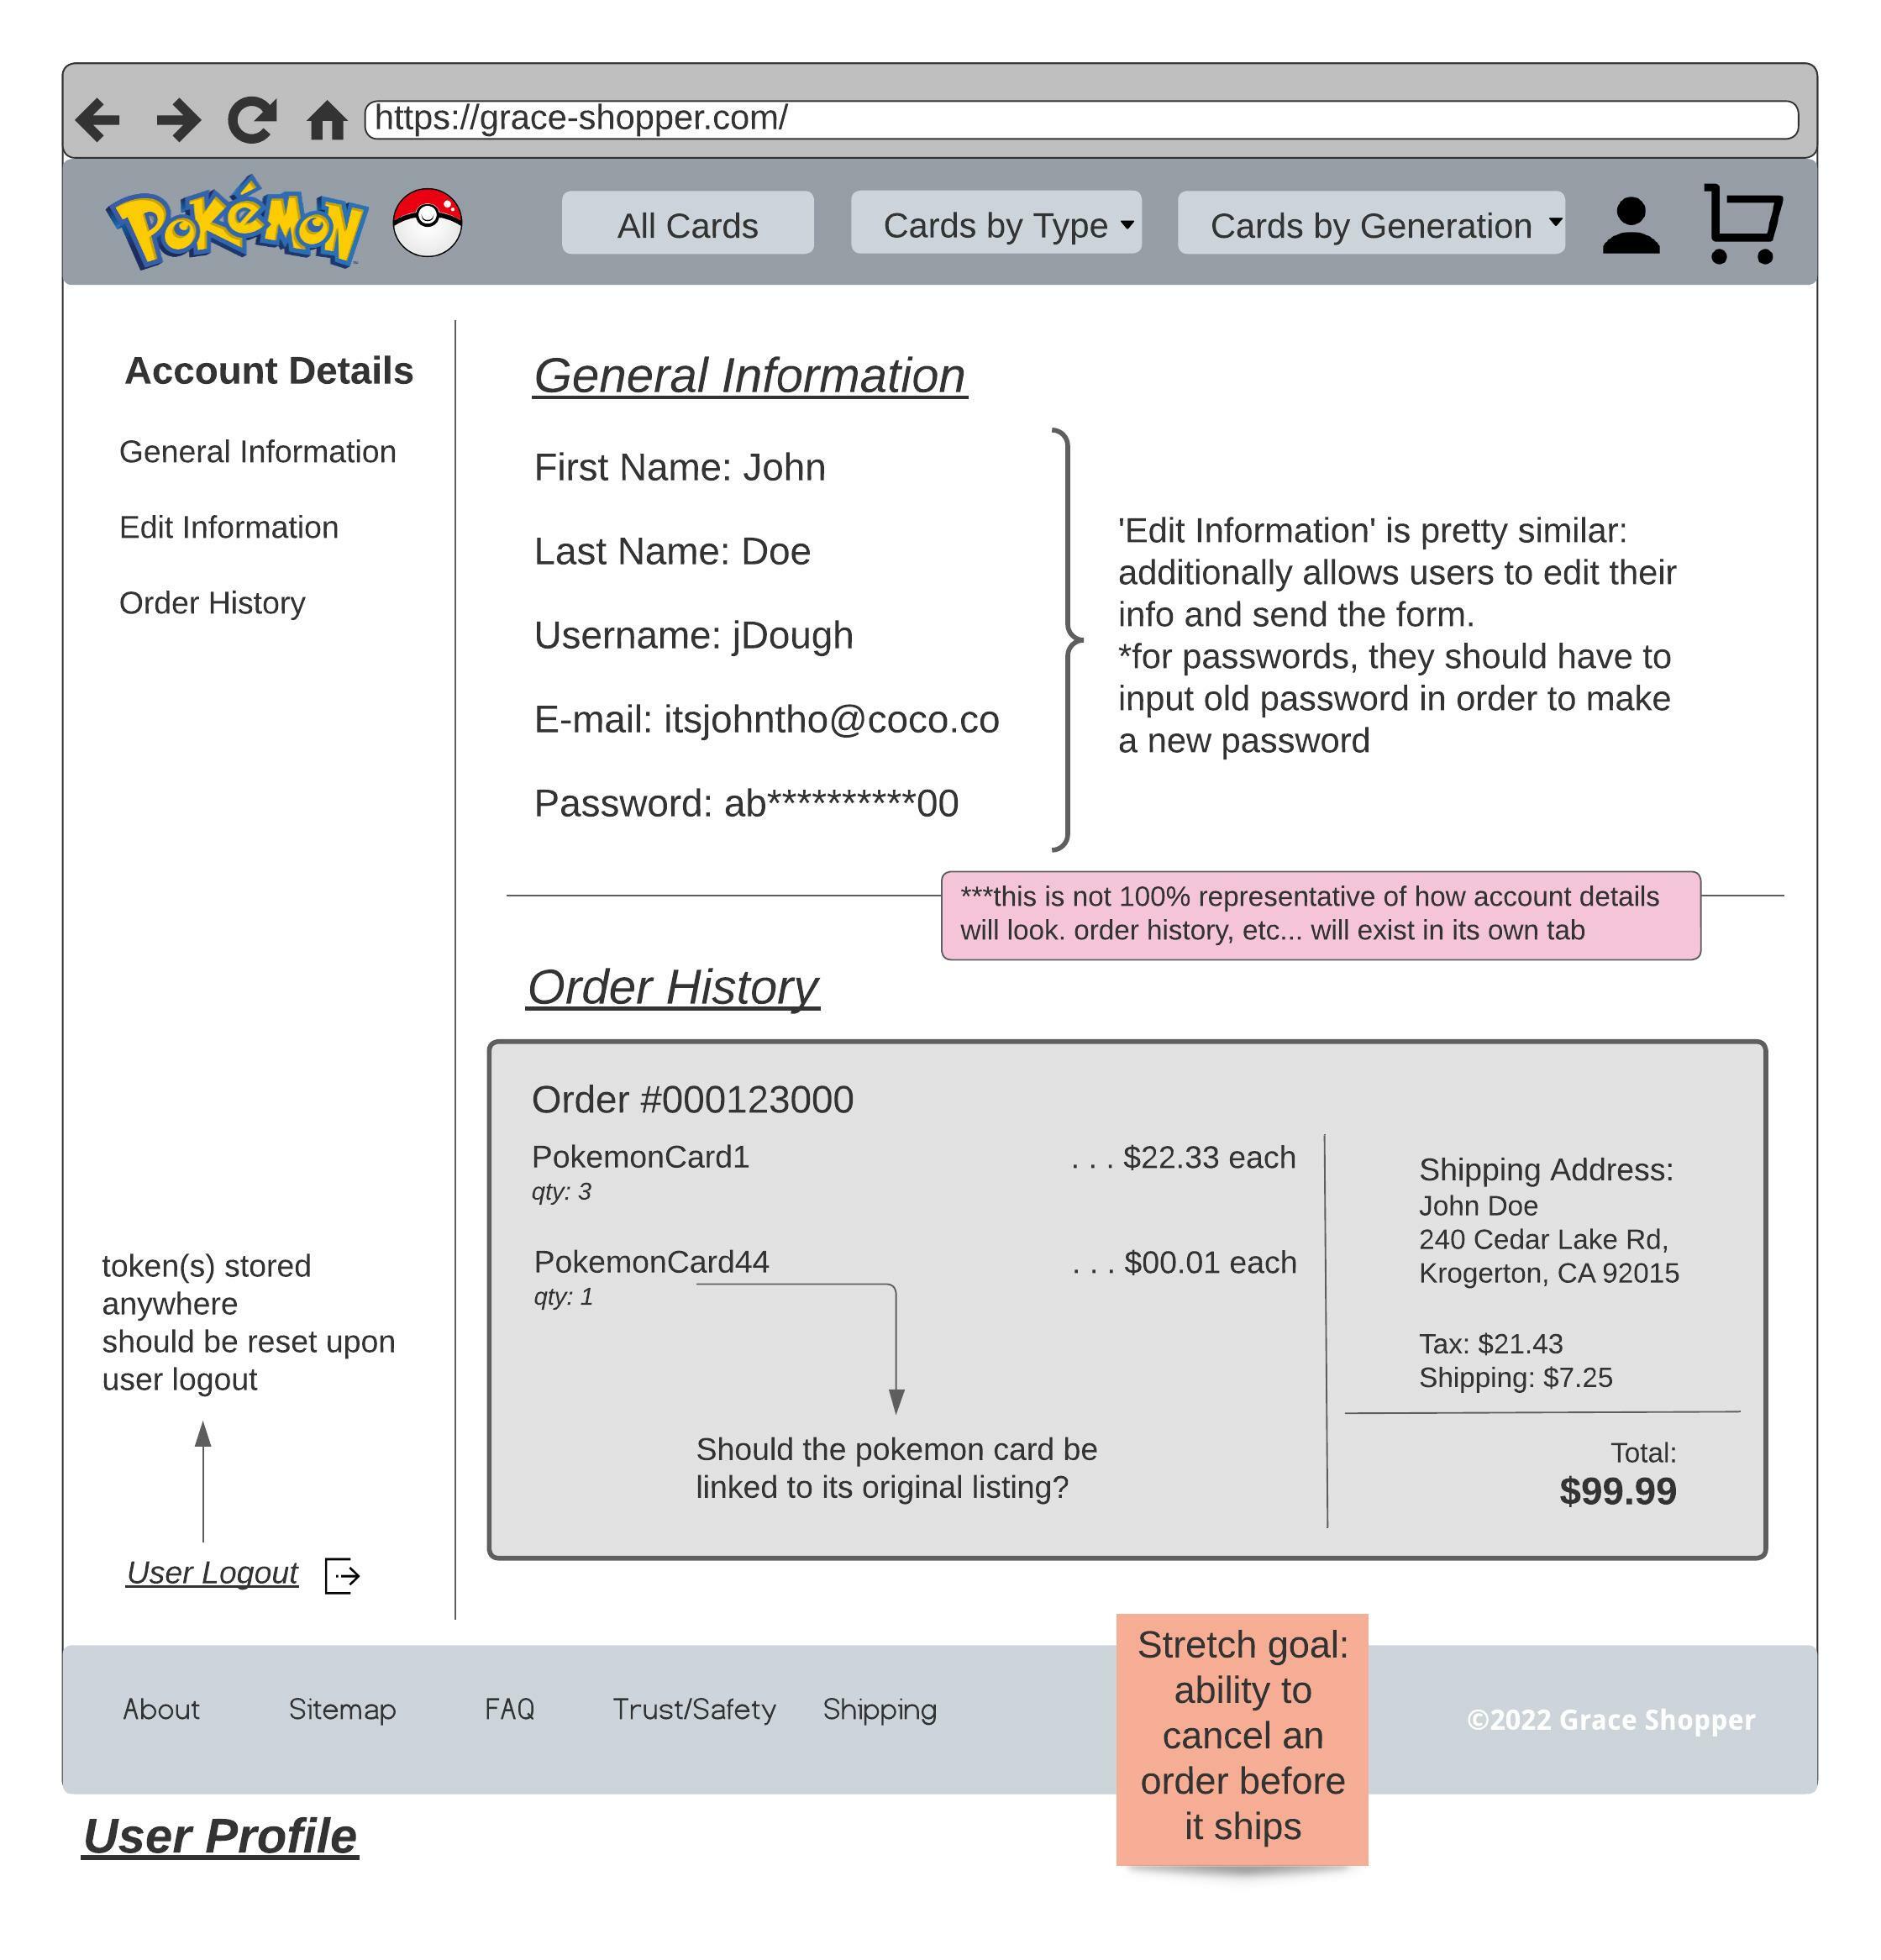 https://grace-shopper.com/
POKéMON
All Cards
Cards by Type
Cards by Generation
Account Details
General Information
Edit Information
Order History
token(s) stored
anywhere
should be reset upon
user logout
User Logout
General Information
First Name: John
Last Name: Doe
Username: jDough
E-mail: itsjohntho@coco.co
Password: ab**********00
'Edit Information' is pretty similar:
additionally allows users to edit their
info and send the form.
*for passwords, they should have to
input old password in order to make
a new password
***this is not 100% representative of how account details
will look. order history, etc... will exist in its own tab
Order History
Order #000123000
PokemonCard1 . . . $22.33 each
qty: 3
PokemonCard44 . . . $00.01 each
qty: 1
Should the pokemon card be
linked to its original listing?
Shipping Address:
John Doe
240 Cedar Lake Rd,
Krogerton, CA 92015
Tax: $21.43
Shipping: $7.25
Total:
$99.99
Stretch goal:
ability to
cancel an
order before
it ships
About Sitemap FAQ Trust/Safety Shipping
©2022 Grace Shopper
User Profile